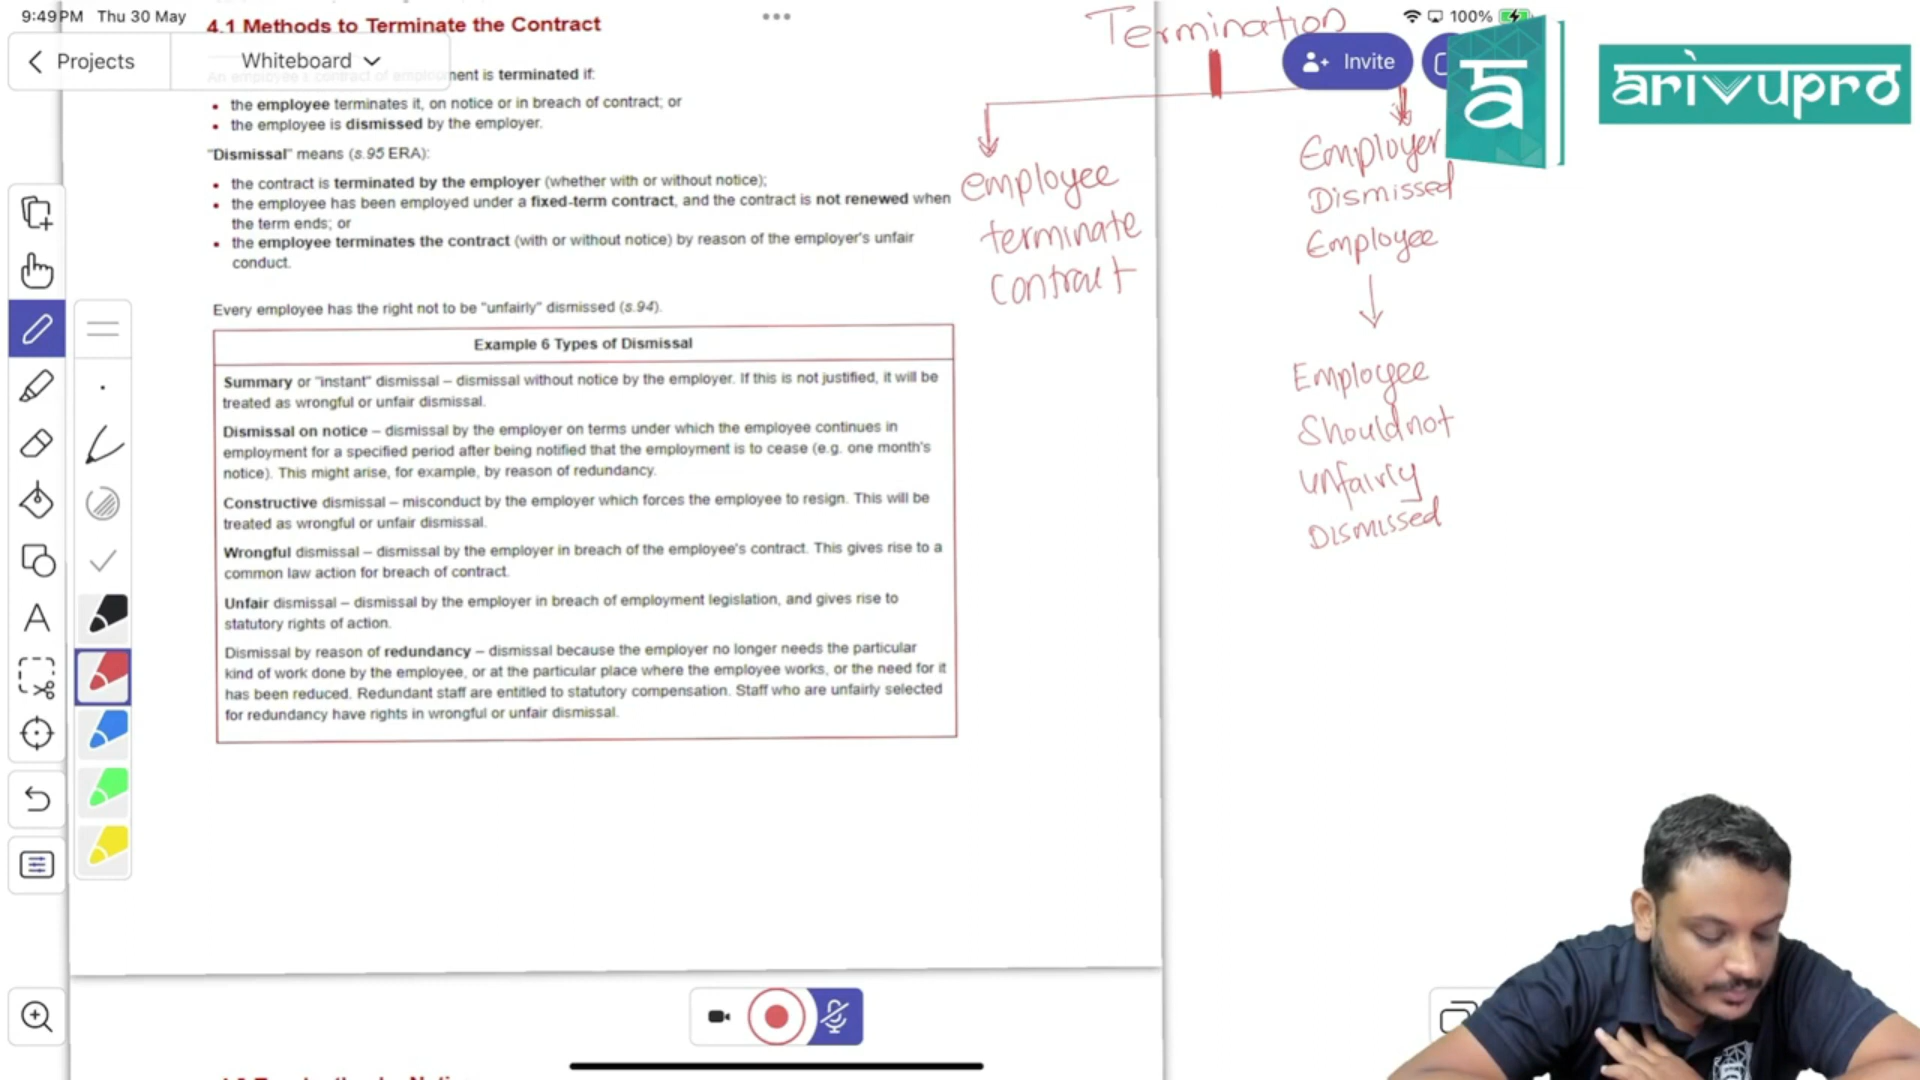 9:49 PM Thu 30 May
100%
4.1 Methods to Terminate the Contract
Termination
Projects
Whiteboard
Invite
ā
arivupro
ment is terminated if:
• the employee terminates it, on notice or in breach of contract; or
• the employee is dismissed by the employer.
"Dismissal" means (s.95 ERA):
• the contract is terminated by the employer (whether with or without notice);
• the employee has been employed under a fixed-term contract, and the contract is not renewed when
the term ends; or
• the employee terminates the contract (with or without notice) by reason of the employer's unfair
conduct.
Every employee has the right not to be "unfairly" dismissed (s.94).
employee
terminate
contract
Employer
Dismissed
Employee
Employee
Should not
unfairly
Dismissed
Example 6 Types of Dismissal
Summary or "instant" dismissal – dismissal without notice by the employer. If this is not justified, it will be
treated as wrongful or unfair dismissal.
Dismissal on notice – dismissal by the employer on terms under which the employee continues in
employment for a specified period after being notified that the employment is to cease (e.g. one month's
notice). This might arise, for example, by reason of redundancy.
Constructive dismissal – misconduct by the employer which forces the employee to resign. This will be
treated as wrongful or unfair dismissal.
Wrongful dismissal – dismissal by the employer in breach of the employee's contract. This gives rise to a
common law action for breach of contract.
Unfair dismissal – dismissal by the employer in breach of employment legislation, and gives rise to
statutory rights of action.
Dismissal by reason of redundancy – dismissal because the employer no longer needs the particular
kind of work done by the employee, or at the particular place where the employee works, or the need for it
has been reduced. Redundant staff are entitled to statutory compensation. Staff who are unfairly selected
for redundancy have rights in wrongful or unfair dismissal.
A